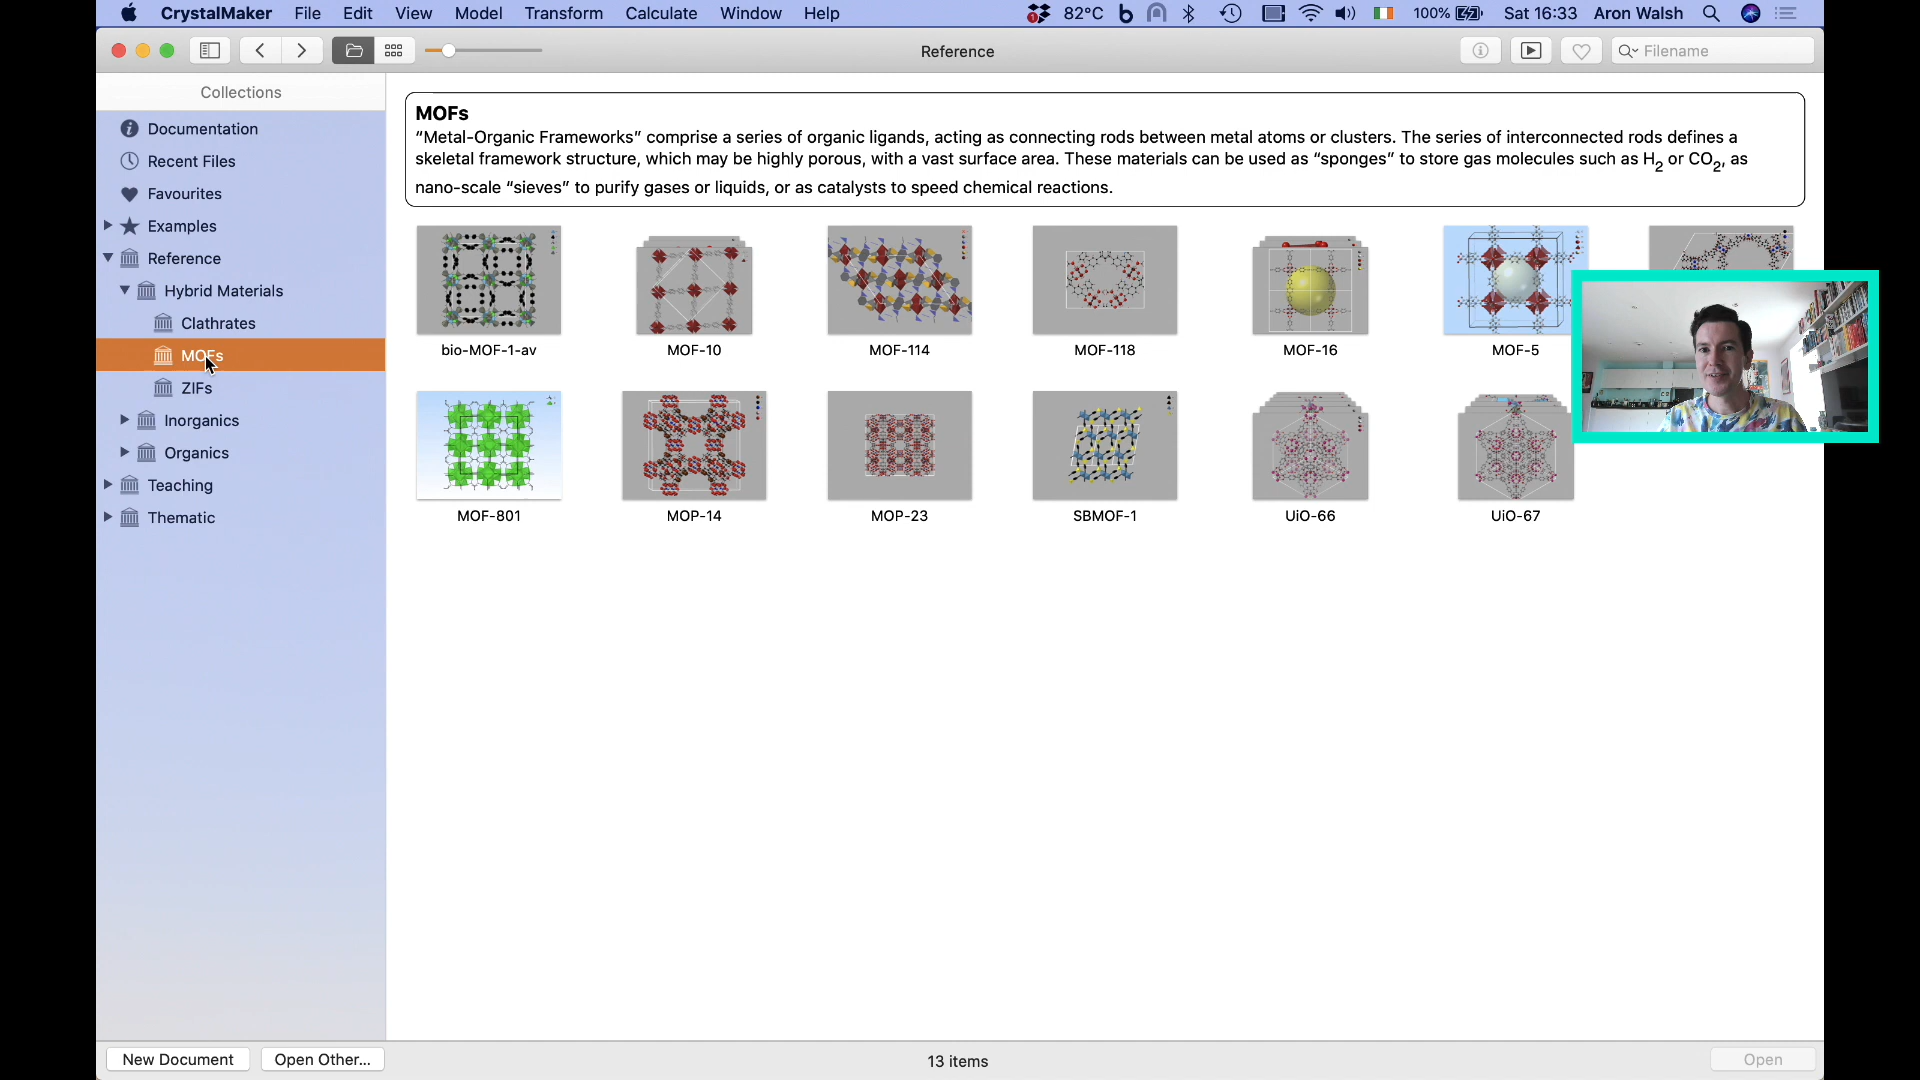 CrystalMaker File Edit View Model Transform Calculate Window Help 82°C 100% Sat 16:33 Aron Walsh
Reference
Filename
Collections
Documentation
Recent Files
Favourites
Examples
Reference
Hybrid Materials
Clathrates
MOFs
ZIFs
Inorganics
Organics
Teaching
Thematic
MOFs
“Metal-Organic Frameworks” comprise a series of organic ligands, acting as connecting rods between metal atoms or clusters. The series of interconnected rods defines a
skeletal framework structure, which may be highly porous, with a vast surface area. These materials can be used as “sponges” to store gas molecules such as H2 or CO2, as
nano-scale “sieves” to purify gases or liquids, or as catalysts to speed chemical reactions.
bio-MOF-1-av MOF-10 MOF-114 MOF-118 MOF-16 MOF-5
MOF-801 MOP-14 MOP-23 SBMOF-1 UiO-66 UiO-67
New Document Open Other... 13 items Open